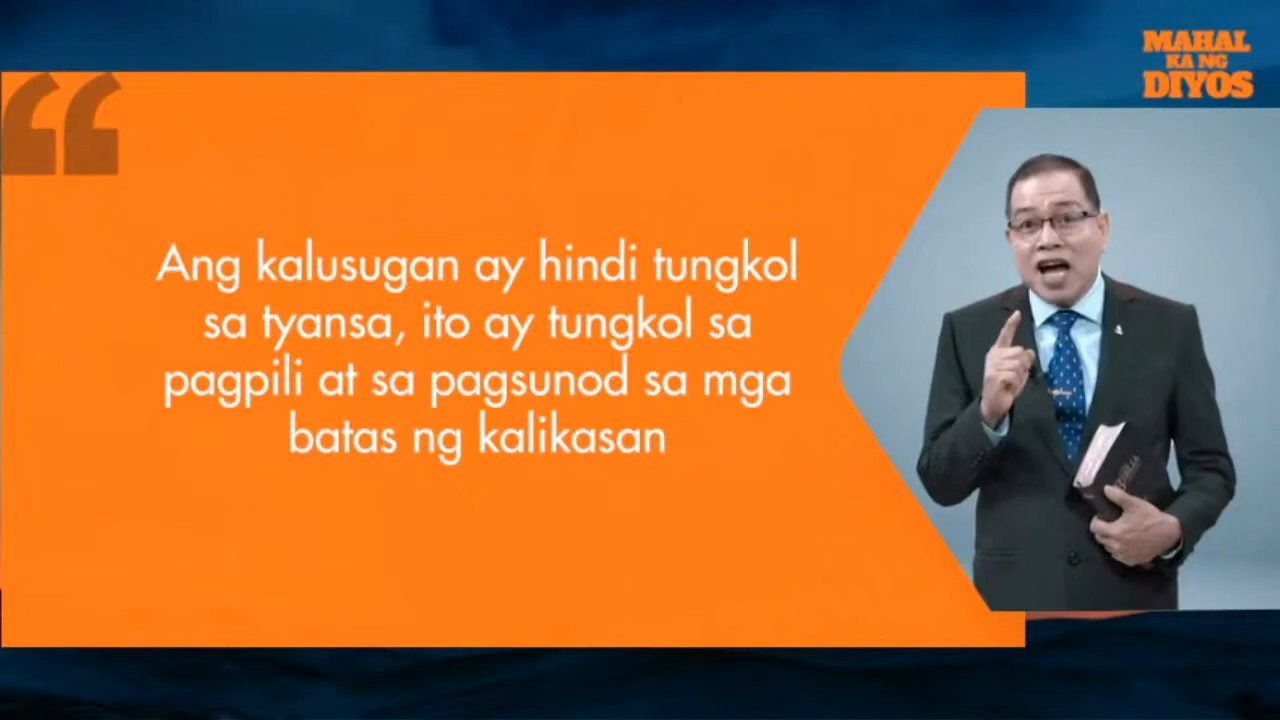 MAHAL
KA NG
DIYOS
Ang kalusugan ay hindi tungkol
sa tyansa, ito ay tungkol sa
pagpili at sa pagsunod sa mga
batas ng kalikasan